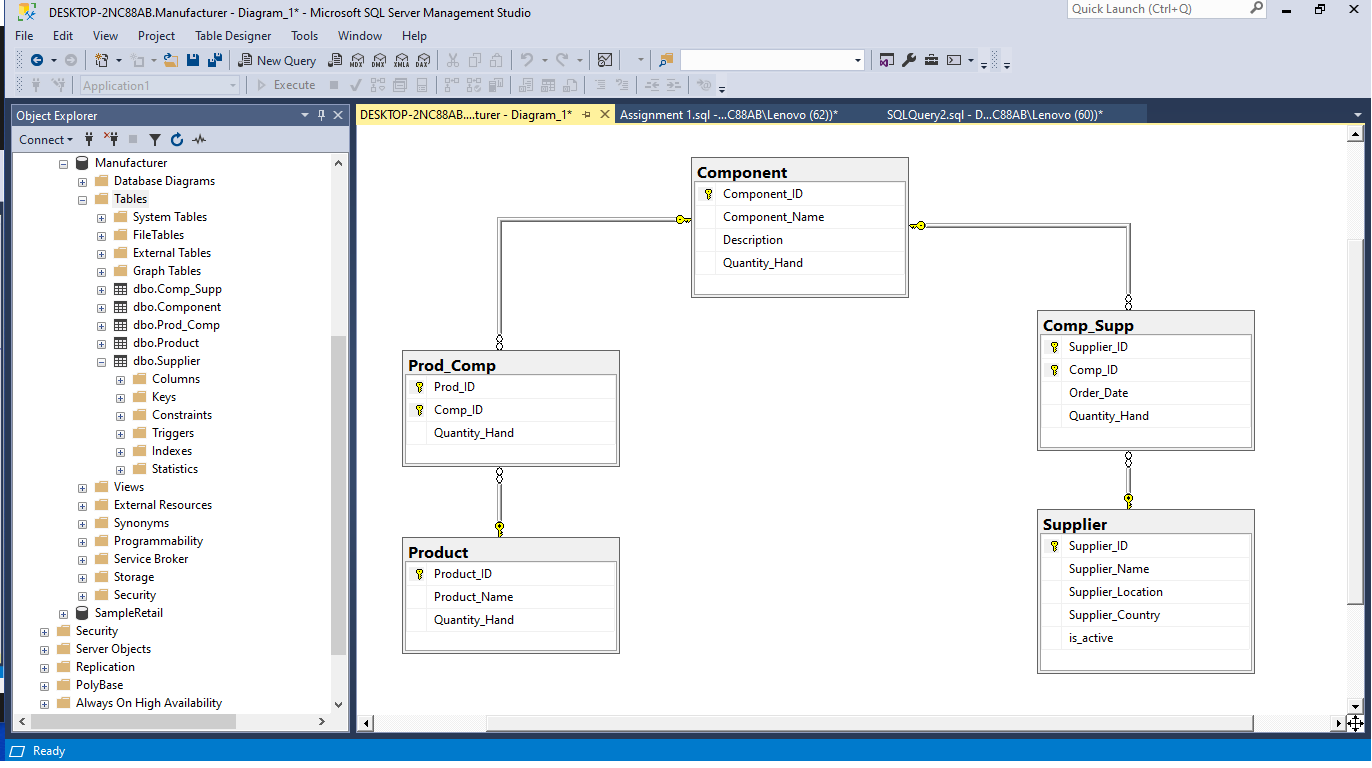 DESKTOP-2NC88AB.Manufacturer - Diagram_1* - Microsoft SQL Server Management Studio
Quick Launch (Ctrl+Q)
File Edit View Project Table Designer Tools Window Help
New Query MDX DMX XMLA DAX
Application1 Execute
Object Explorer
DESKTOP-2NC88AB....turer - Diagram_1* Assignment 1.sql -...C88AB\Lenovo (62))* SQLQuery2.sql - D...C88AB\Lenovo (60))*
Connect
Manufacturer
Database Diagrams
Tables
System Tables
FileTables
External Tables
Graph Tables
dbo.Comp_Supp
dbo.Component
dbo.Prod_Comp
dbo.Product
dbo.Supplier
Columns
Keys
Constraints
Triggers
Indexes
Statistics
Views
External Resources
Synonyms
Programmability
Service Broker
Storage
Security
SampleRetail
Security
Server Objects
Replication
PolyBase
Always On High Availability
Component
Component_ID
Component_Name
Description
Quantity_Hand
Prod_Comp
Prod_ID
Comp_ID
Quantity_Hand
Product
Product_ID
Product_Name
Quantity_Hand
Comp_Supp
Supplier_ID
Comp_ID
Order_Date
Quantity_Hand
Supplier
Supplier_ID
Supplier_Name
Supplier_Location
Supplier_Country
is_active
Ready